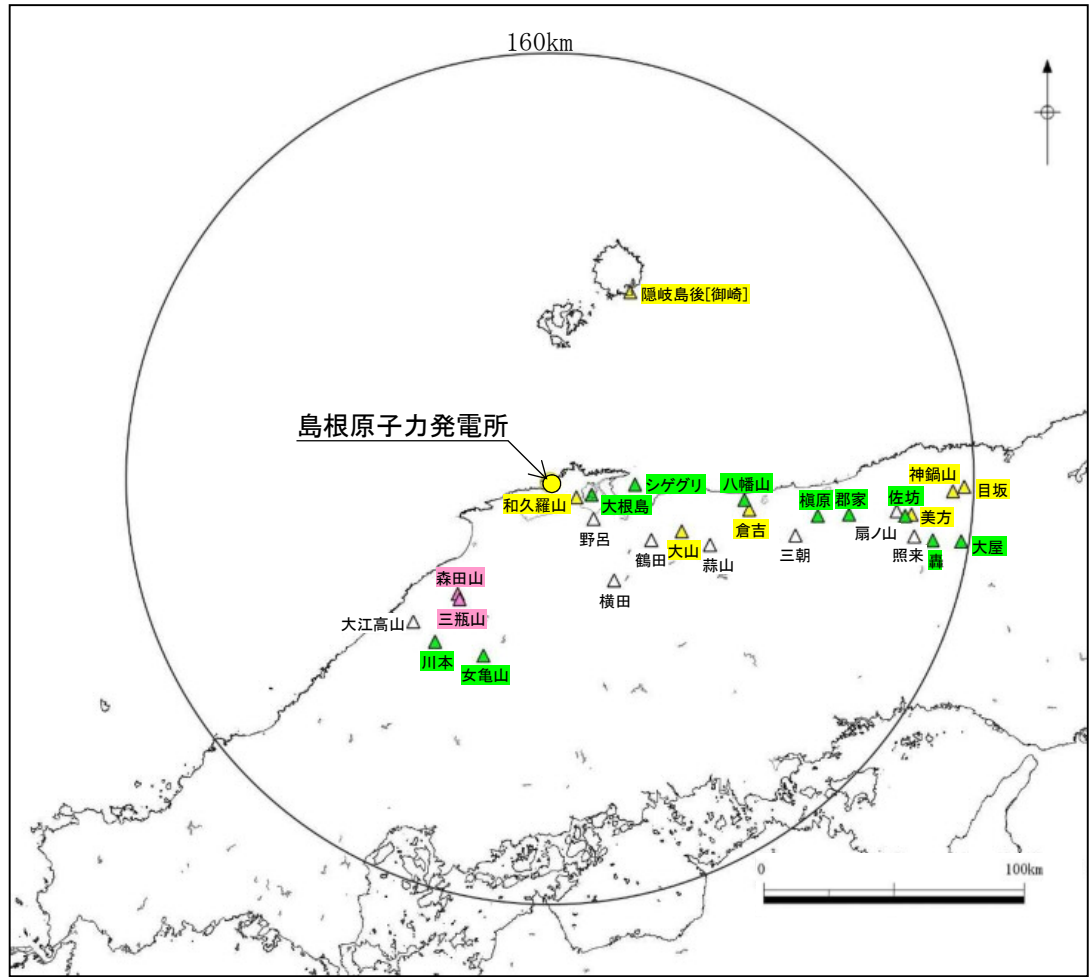 160km
隠岐島後[御崎]
島根原子力発電所
シゲグリ
八幡山
神鍋山
目坂
和久羅山
大根島
槇原
郡家
佐坊
倉吉
美方
野呂
扇ノ山
鶴田
大山
蒜山
三朝
照来
轟
大屋
横田
森田山
三瓶山
大江高山
川本
女亀山
0
100km